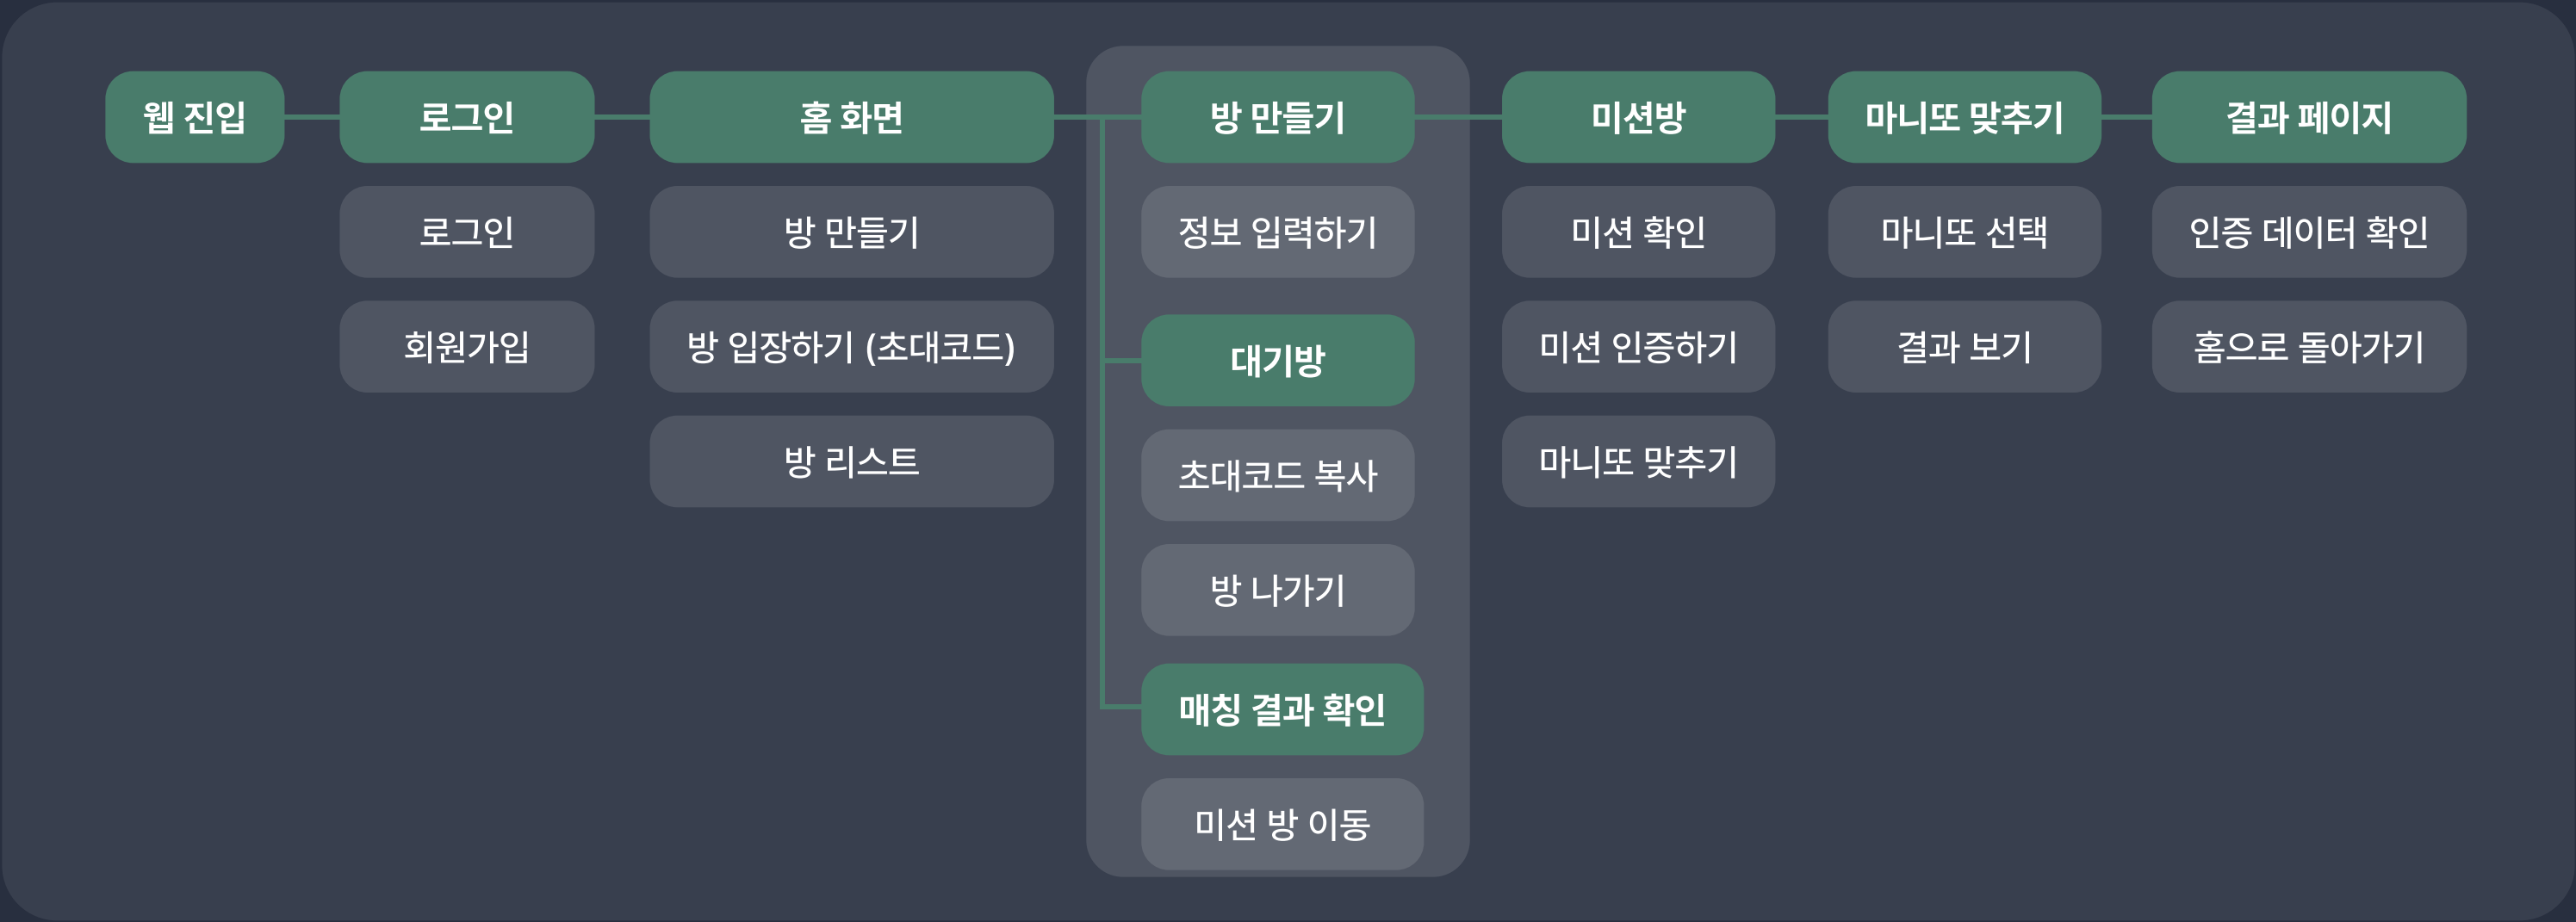 웹 진입
로그인
로그인
회원가입
홈 화면
방 만들기
방 입장하기 (초대코드)
방 리스트
방 만들기
정보 입력하기
대기방
초대코드 복사
방 나가기
매칭 결과 확인
미션 방 이동
미션방
미션 확인
미션 인증하기
마니또 맞추기
마니또 맞추기
마니또 선택
결과 보기
결과 페이지
인증 데이터 확인
홈으로 돌아가기